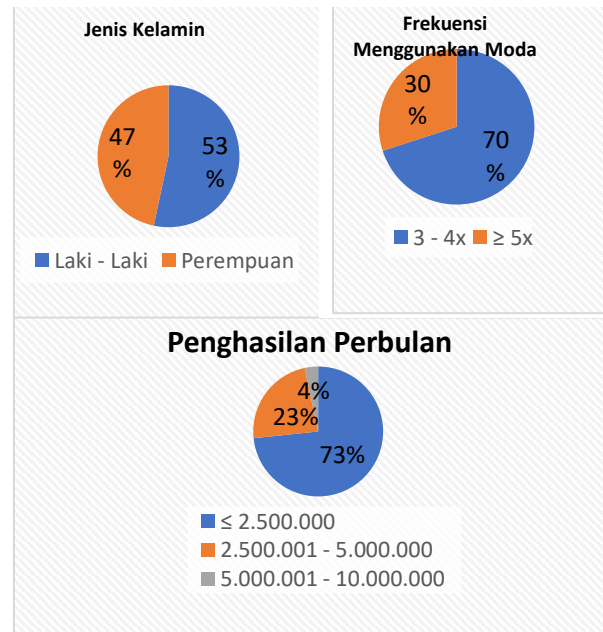 Jenis Kelamin
47
%
53
%
Laki - Laki Perempuan
Frekuensi
Menggunakan Moda
30
%
70
%
3 - 4x ≥ 5x
Penghasilan Perbulan
4%
23%
73%
≤ 2.500.000
2.500.001 - 5.000.000
5.000.001 - 10.000.000